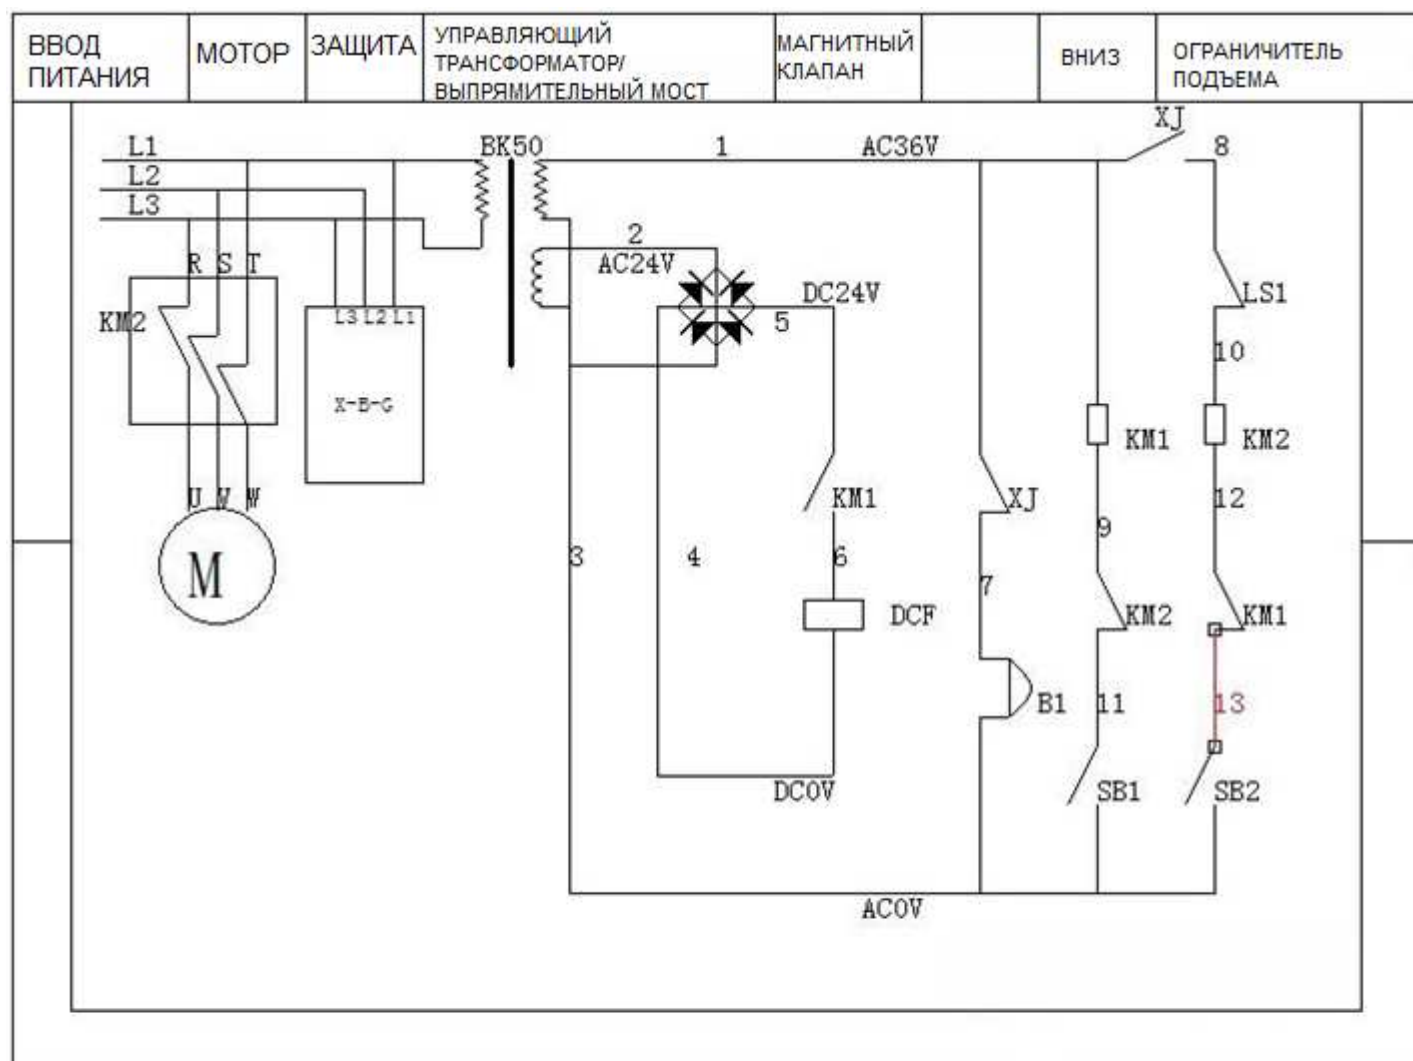 ВВОД
ПИТАНИЯ
МОТОР
ЗАЩИТА
УПРАВЛЯЮЩИЙ
ТРАНСФОРМАТОР/
ВЫПРЯМИТЕЛЬНЫЙ МОСТ
МАГНИТНЫЙ
КЛАПАН
ВНИЗ
ОГРАНИЧИТЕЛЬ
ПОДЪЕМА
XJ
L1 BK50 1 AC36V 8
L2
L3
2
AC24V
R S T
DC24V
LS1
KM2
L3 L2 L1
5
10
X-B-G
KM1
KM2
U V W
KM1
XJ
12
9
3
4
6
7
M
DCF
KM2
KM1
B1
11
13
DC0V
SB1
SB2
AC0V